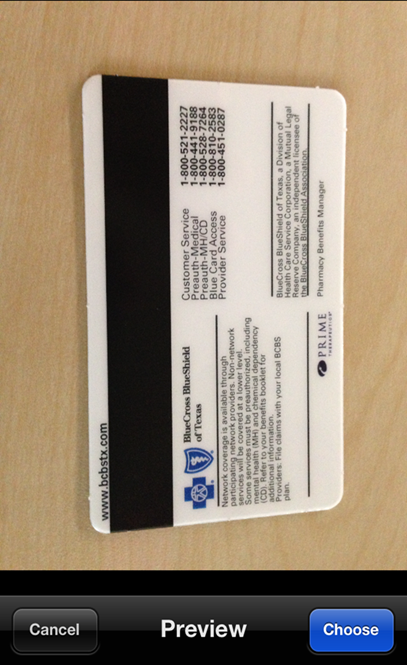 www.bcbstx.com
BlueCross BlueShield
of Texas
Customer Service 1-800-521-2227
Preauth-Medical 1-800-441-9188
Preauth-MH/CD 1-800-528-7264
Blue Card Access 1-800-810-2583
Provider Service 1-800-451-0287
Network coverage is available through
participating network providers. Non-network
services will be covered at a lower level.
Some services must be preauthorized, including
mental health (MH) and chemical dependency
(CD). Refer to your benefits booklet for
additional information.
Providers: File claims with your local BCBS
plan.
BlueCross BlueShield of Texas, a Division of
Health Care Service Corporation, a Mutual Legal
Reserve Company, an independent licensee of
the BlueCross BlueShield Association.
PRIME
THERAPEUTICS
Pharmacy Benefits Manager
Cancel
Preview
Choose